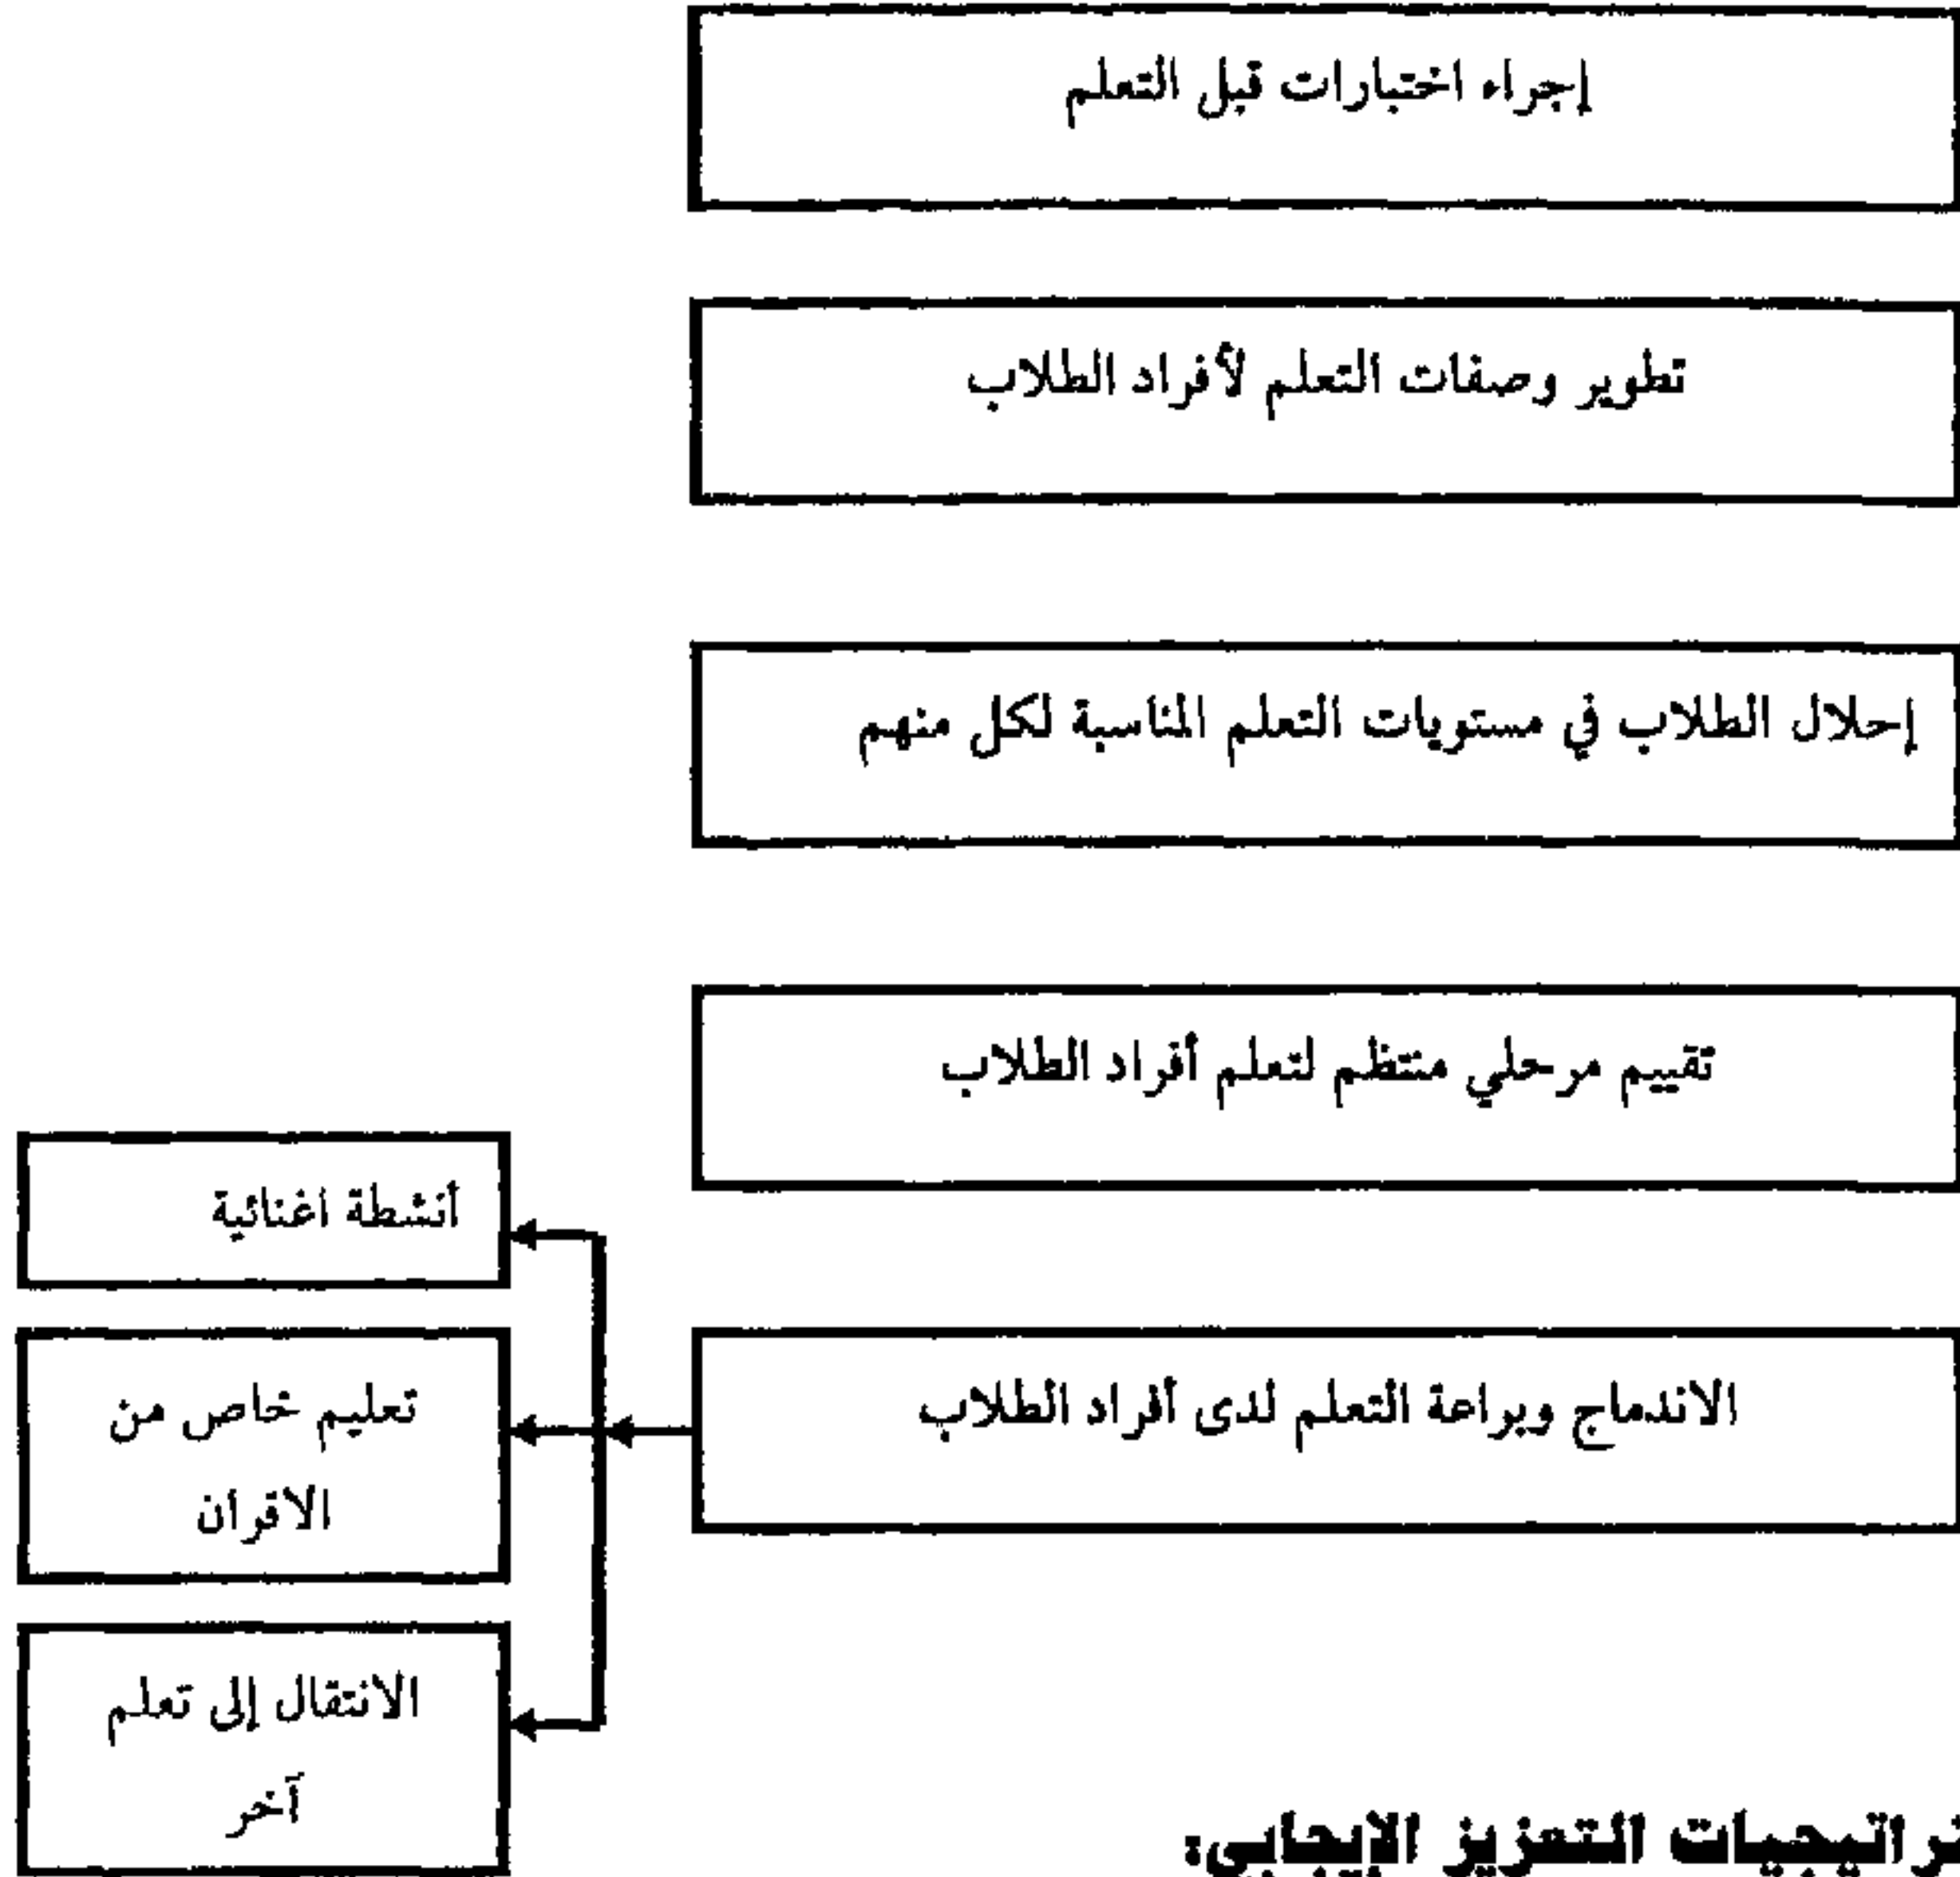 إجراء اختبارات قبل التعلم
تطوير وصفات التعلم لأفراد الطلاب
إحلال الطلاب في مستويات التعلم المناسبة لكل منهم
تقييم مرحلي منتظم لتعلم أفراد الطلاب
الاندماج وبراعة التعلم لدى أفراد الطلاب
أنشطة اغنائية
تعليم خاص من
الاقران
الانتقال إلى تعلم
آخر
التعزيز الإيجابي: